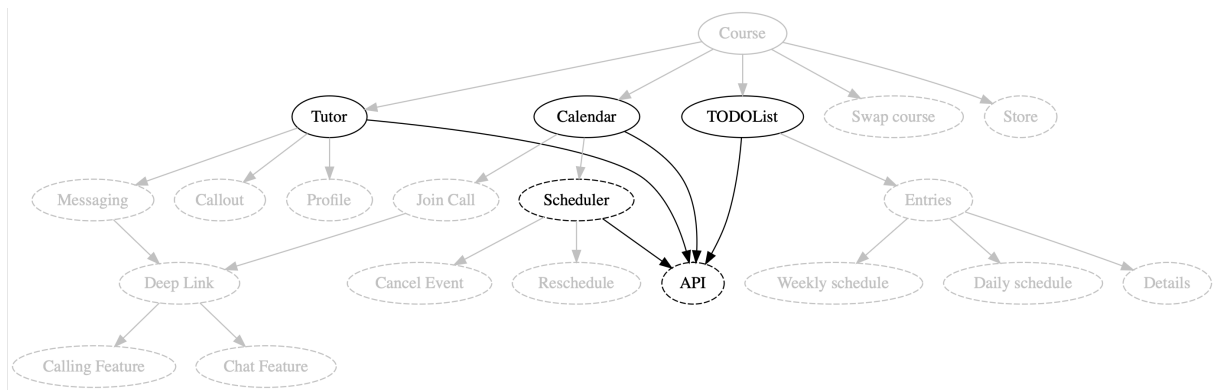 Course
Tutor
Calendar
TODOList
Swap course
Store
Messaging
Callout
Profile
Join Call
Scheduler
Entries
Deep Link
Cancel Event
Reschedule
API
Weekly schedule
Daily schedule
Details
Calling Feature
Chat Feature